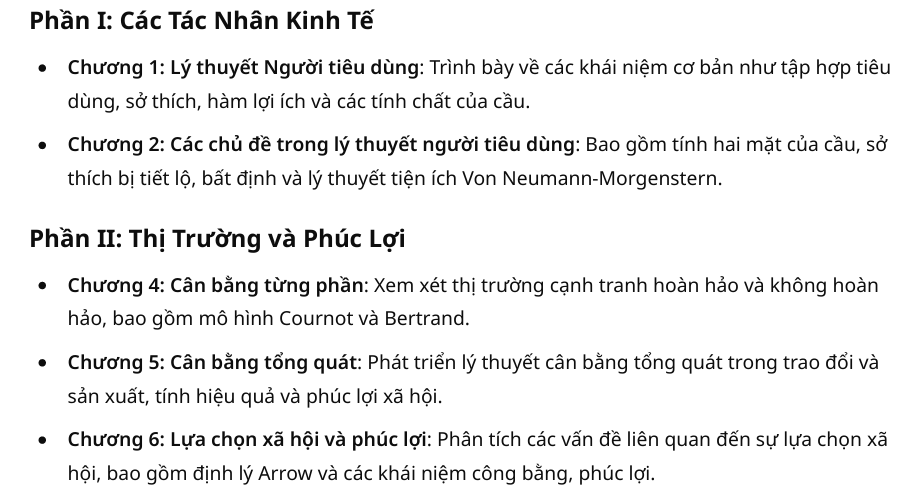 Phần I: Các Tác Nhân Kinh Tế
• Chương 1: Lý thuyết Người tiêu dùng: Trình bày về các khái niệm cơ bản như tập hợp tiêu
dùng, sở thích, hàm lợi ích và các tính chất của cầu.
• Chương 2: Các chủ đề trong lý thuyết người tiêu dùng: Bao gồm tính hai mặt của cầu, sở
thích bị tiết lộ, bất định và lý thuyết tiện ích Von Neumann-Morgenstern.
Phần II: Thị Trường và Phúc Lợi
• Chương 4: Cân bằng từng phần: Xem xét thị trường cạnh tranh hoàn hảo và không hoàn
hảo, bao gồm mô hình Cournot và Bertrand.
• Chương 5: Cân bằng tổng quát: Phát triển lý thuyết cân bằng tổng quát trong trao đổi và
sản xuất, tính hiệu quả và phúc lợi xã hội.
• Chương 6: Lựa chọn xã hội và phúc lợi: Phân tích các vấn đề liên quan đến sự lựa chọn xã
hội, bao gồm định lý Arrow và các khái niệm công bằng, phúc lợi.